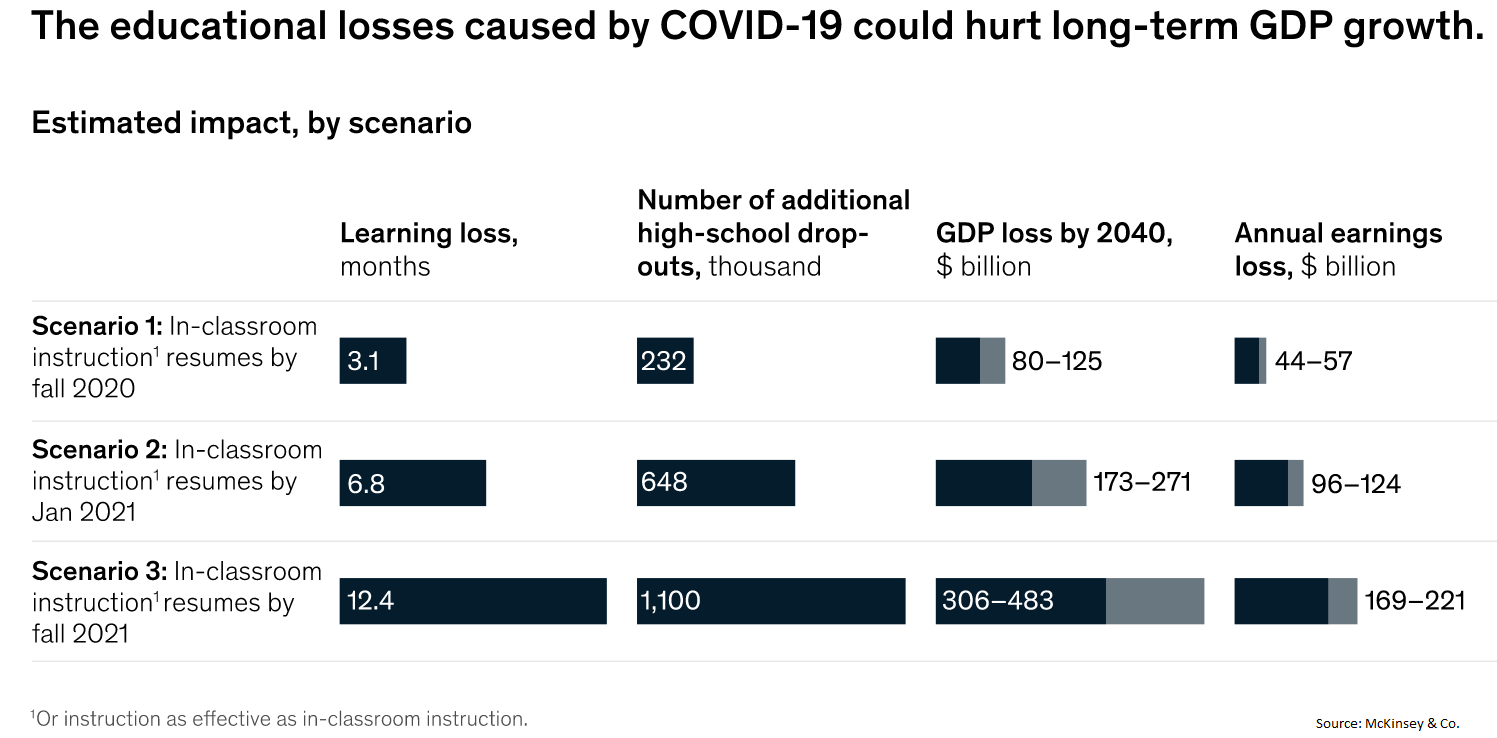 The educational losses caused by COVID-19 could hurt long-term GDP growth.
Estimated impact, by scenario
Learning loss,
months
Number of additional
high-school drop-
outs, thousand
GDP loss by 2040,
$ billion
Annual earnings
loss, $ billion
Scenario 1: In-classroom
instruction¹ resumes by
fall 2020
3.1
232
80–125
44–57
Scenario 2: In-classroom
instruction¹ resumes by
Jan 2021
6.8
648
173–271
96–124
Scenario 3: In-classroom
instruction¹ resumes by
fall 2021
12.4
1,100
306–483
169–221
¹Or instruction as effective as in-classroom instruction.
Source: McKinsey & Co.